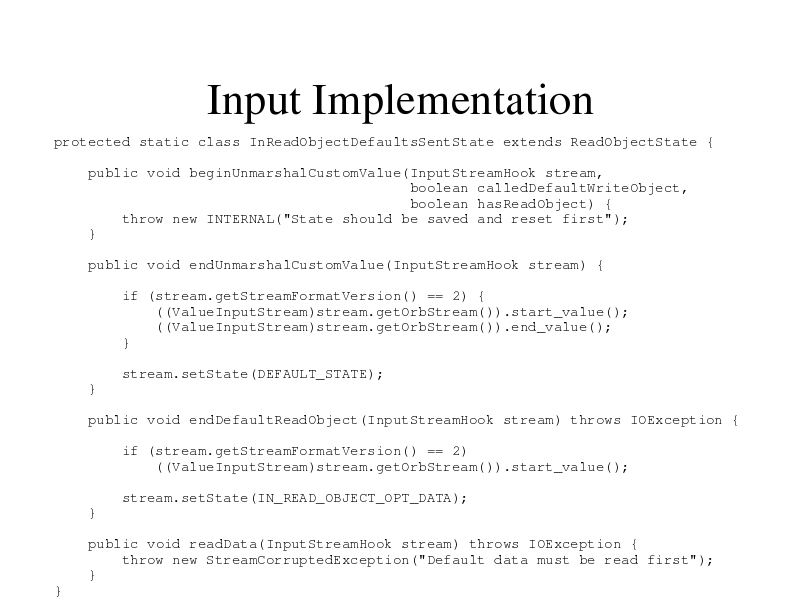 Input Implementation
protected static class InReadObjectDefaultsSentState extends ReadObjectState {
    public void beginUnmarshalCustomValue(InputStreamHook stream,
                                          boolean calledDefaultWriteObject,
                                          boolean hasReadObject) {
        throw new INTERNAL("State should be saved and reset first");
    }
    public void endUnmarshalCustomValue(InputStreamHook stream) {
        if (stream.getStreamFormatVersion() == 2) {
            ((ValueInputStream)stream.getOrbStream()).start_value();
            ((ValueInputStream)stream.getOrbStream()).end_value();
        }
        stream.setState(DEFAULT_STATE);
    }
    public void endDefaultReadObject(InputStreamHook stream) throws IOException {
        if (stream.getStreamFormatVersion() == 2)
            ((ValueInputStream)stream.getOrbStream()).start_value();
        stream.setState(IN_READ_OBJECT_OPT_DATA);
    }
    public void readData(InputStreamHook stream) throws IOException {
        throw new StreamCorruptedException("Default data must be read first");
    }
}